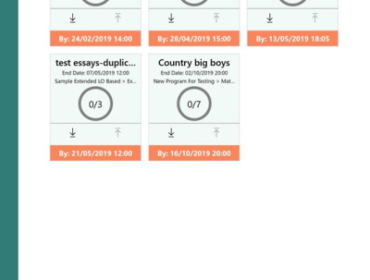 By: 24/02/2019 14:00
By: 28/04/2019 15:00
By: 13/05/2019 18:05
test essays-duplic...
End Date: 07/05/2019 12:00
Sample Extended LO Based > Es...
0/3
By: 21/05/2019 12:00
Country big boys
End Date: 02/10/2019 20:00
New Program For Testing > Mat...
0/7
By: 16/10/2019 20:00